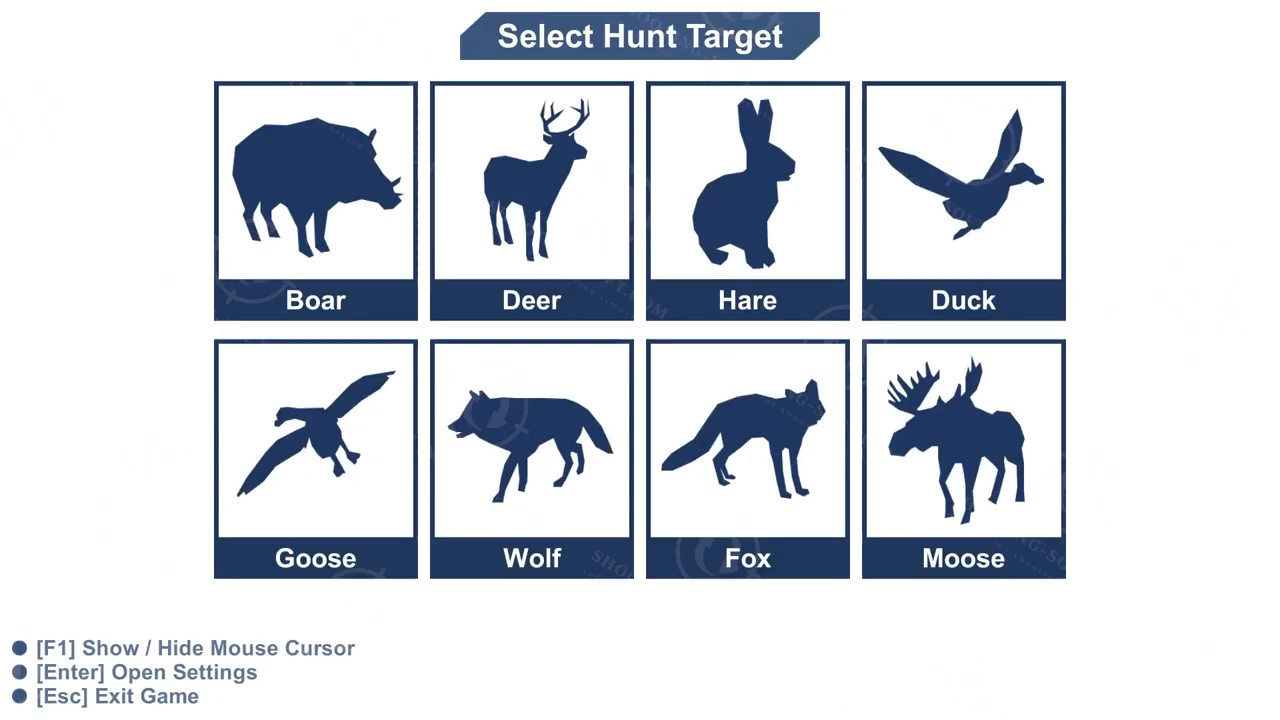 Select Hunt Target
Boar
Deer
Hare
Duck
Goose
Wolf
Fox
Moose
[F1] Show / Hide Mouse Cursor
[Enter] Open Settings
[Esc] Exit Game